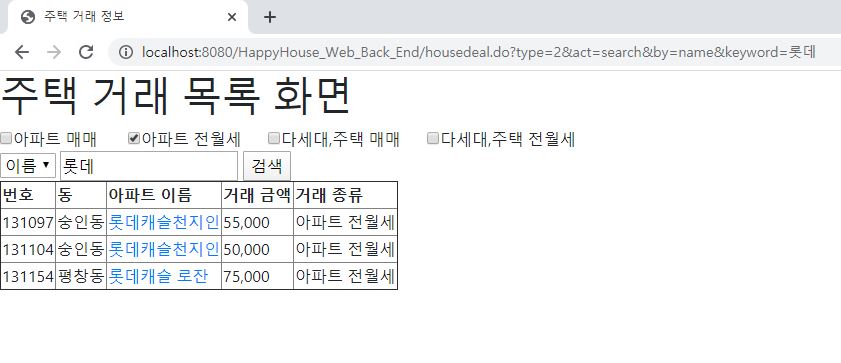 주택 거래 정보
localhost:8080/HappyHouse_Web_Back_End/housedeal.do?type=2&act=search&by=name&keyword=롯데
주택 거래 목록 화면
아파트 매매 아파트 전월세 다세대,주택 매매 다세대,주택 전월세
이름 롯데 검색
번호 동 아파트 이름 거래 금액 거래 종류
131097 숭인동 롯데캐슬천지인 55,000 아파트 전월세
131104 숭인동 롯데캐슬천지인 50,000 아파트 전월세
131154 평창동 롯데캐슬 로잔 75,000 아파트 전월세